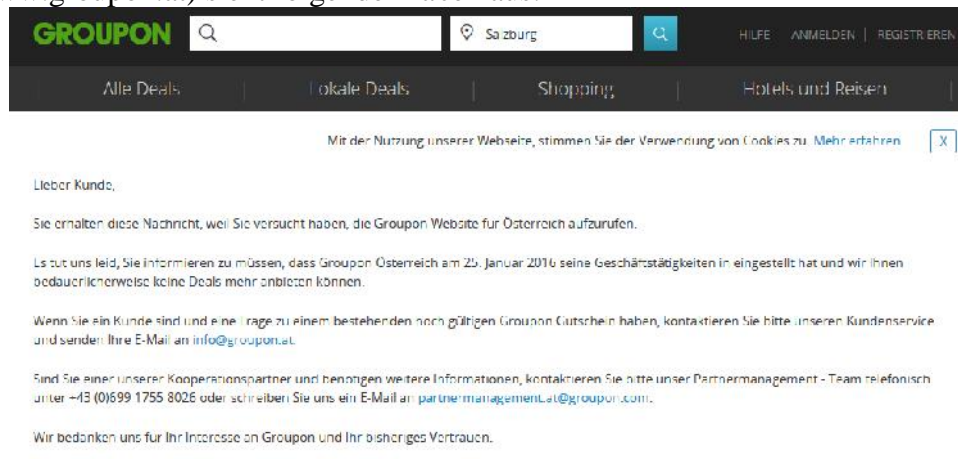 GROUPON Salzburg HILFE ANMELDEN | REGISTRIEREN
Alle Deals | Lokale Deals | Shopping | Hotels und Reisen
Mit der Nutzung unserer Webseite, stimmen Sie der Verwendung von Cookies zu. Mehr erfahren X
Lieber Kunde,
Sie erhalten diese Nachricht, weil Sie versucht haben, die Groupon Website für Österreich aufzurufen.
Es tut uns leid, Sie informieren zu müssen, dass Groupon Österreich am 25. Januar 2016 seine Geschäftstätigkeiten in eingestellt hat und wir Ihnen
bedauerlicherweise keine Deals mehr anbieten können.
Wenn Sie ein Kunde sind und eine Frage zu einem bestehenden noch gültigen Groupon Gutschein haben, kontaktieren Sie bitte unseren Kundenservice
und senden Ihre E-Mail an info@groupon.at.
Sind Sie einer unserer Kooperationspartner und benötigen weitere Informationen, kontaktieren Sie bitte unser Partnermanagement - Team telefonisch
unter +43 (0)699 1755 8026 oder schreiben Sie uns ein E-Mail an partnermanagement.at@groupon.com.
Wir bedanken uns für Ihr Interesse an Groupon und Ihr bisheriges Vertrauen.